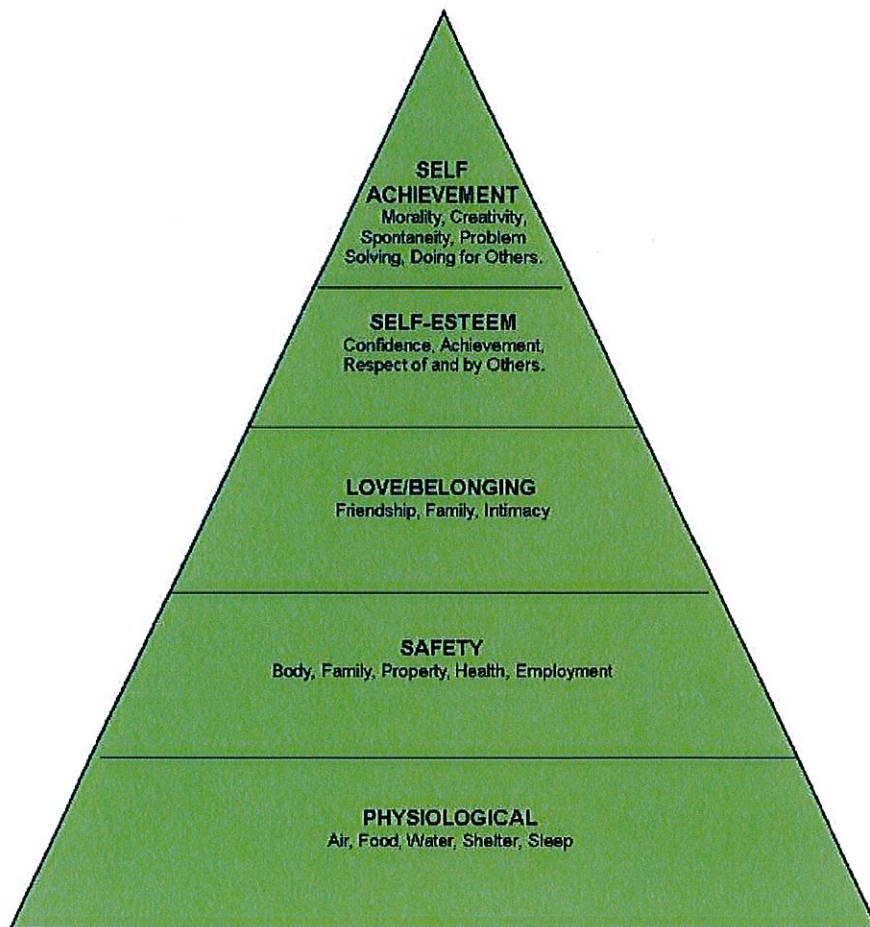 SELF
ACHIEVEMENT
Morality, Creativity,
Spontaneity, Problem
Solving, Doing for Others.
SELF-ESTEEM
Confidence, Achievement,
Respect of and by Others.
LOVE/BELONGING
Friendship, Family, Intimacy
SAFETY
Body, Family, Property, Health, Employment
PHYSIOLOGICAL
Air, Food, Water, Shelter, Sleep